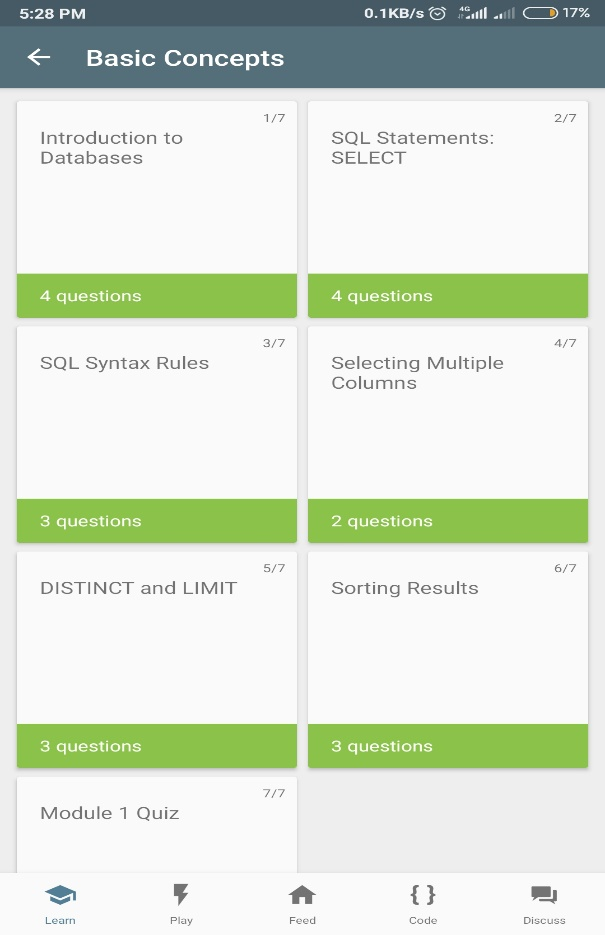 5:28 PM
0.1KB/s 4G 17%
Basic Concepts
1/7
Introduction to
Databases
4 questions
2/7
SQL Statements:
SELECT
4 questions
3/7
SQL Syntax Rules
3 questions
4/7
Selecting Multiple
Columns
2 questions
5/7
DISTINCT and LIMIT
3 questions
6/7
Sorting Results
3 questions
7/7
Module 1 Quiz
Learn
Play
Feed
{ }
Code
Discuss